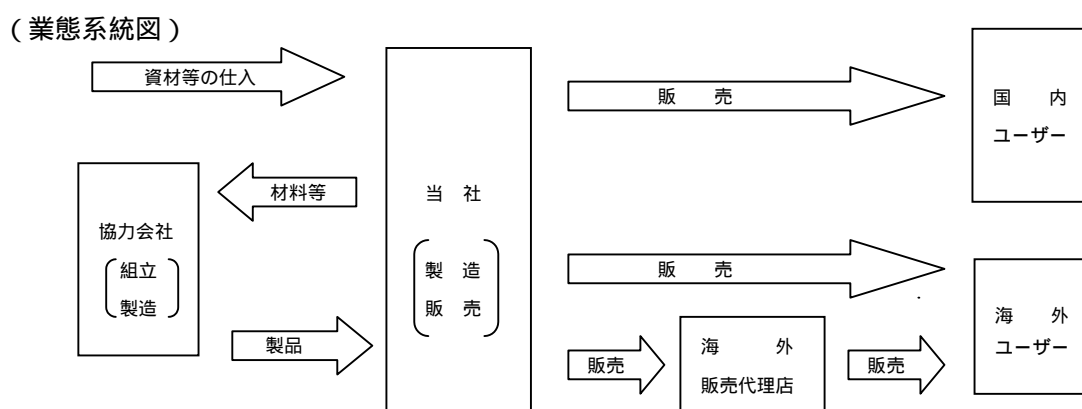 (業態系統図)
資材等の仕入
販 売
国 内
ユーザー
材料等
当 社
製 造
販 売
協力会社
組立
製造
製品
販 売
海 外
ユーザー
販売
海 外
販売代理店
販売